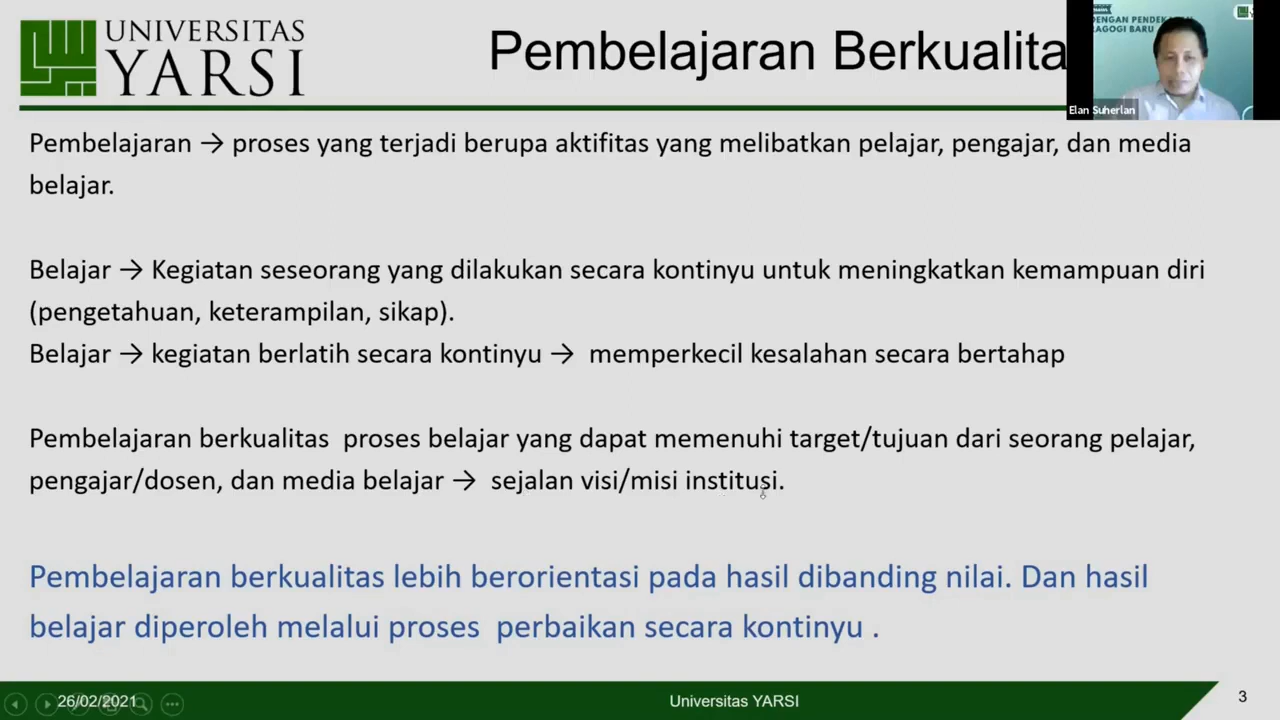 UNIVERSITAS
YARSI
Pembelajaran Berkualita
DENGAN PENDEKA
AGOGI BARU
Elan Suherlan
Pembelajaran → proses yang terjadi berupa aktifitas yang melibatkan pelajar, pengajar, dan media
belajar.
Belajar → Kegiatan seseorang yang dilakukan secara kontinyu untuk meningkatkan kemampuan diri
(pengetahuan, keterampilan, sikap).
Belajar → kegiatan berlatih secara kontinyu → memperkecil kesalahan secara bertahap
Pembelajaran berkualitas proses belajar yang dapat memenuhi target/tujuan dari seorang pelajar,
pengajar/dosen, dan media belajar → sejalan visi/misi institusi.
Pembelajaran berkualitas lebih berorientasi pada hasil dibanding nilai. Dan hasil
belajar diperoleh melalui proses perbaikan secara kontinyu .
26/02/2021
Universitas YARSI
3